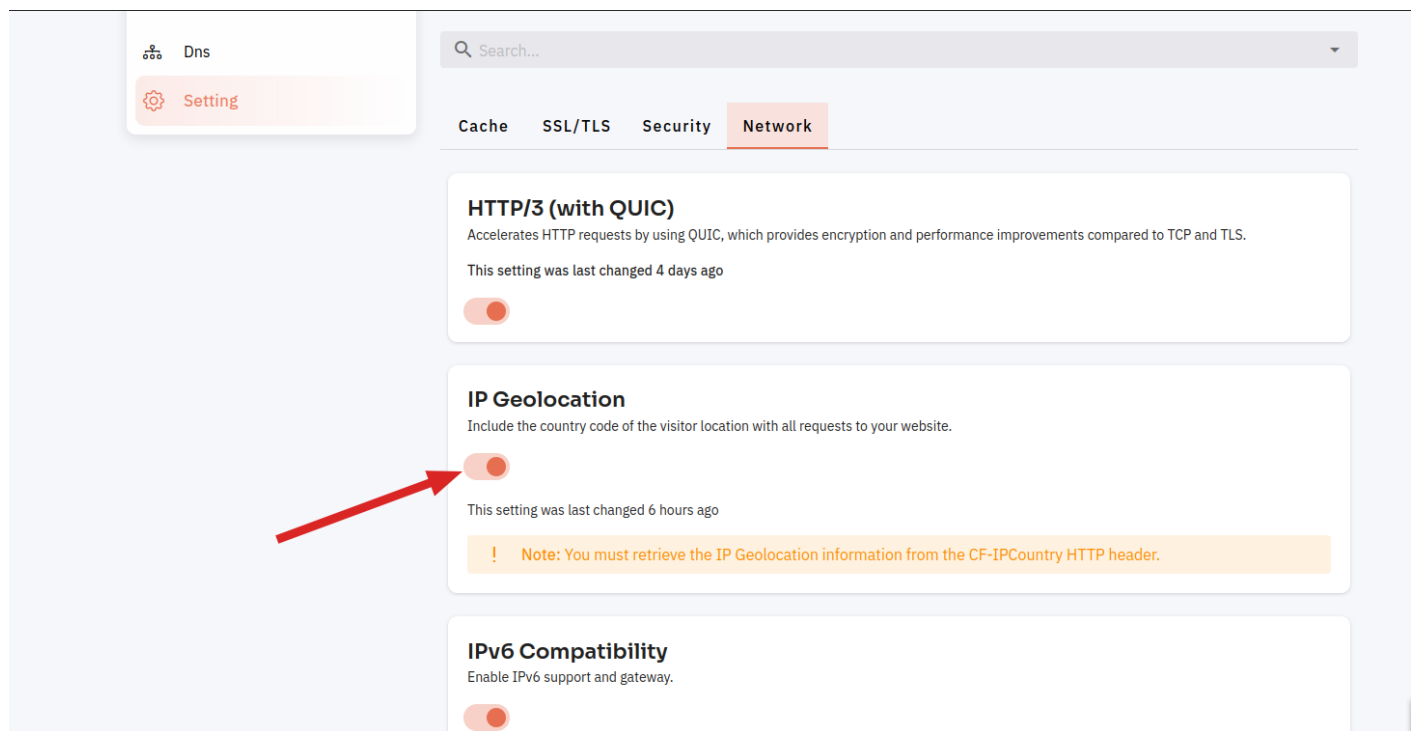 Dns
Setting
Search...
Cache SSL/TLS Security Network
HTTP/3 (with QUIC)
Accelerates HTTP requests by using QUIC, which provides encryption and performance improvements compared to TCP and TLS.
This setting was last changed 4 days ago
IP Geolocation
Include the country code of the visitor location with all requests to your website.
This setting was last changed 6 hours ago
! Note: You must retrieve the IP Geolocation information from the CF-IPCountry HTTP header.
IPv6 Compatibility
Enable IPv6 support and gateway.